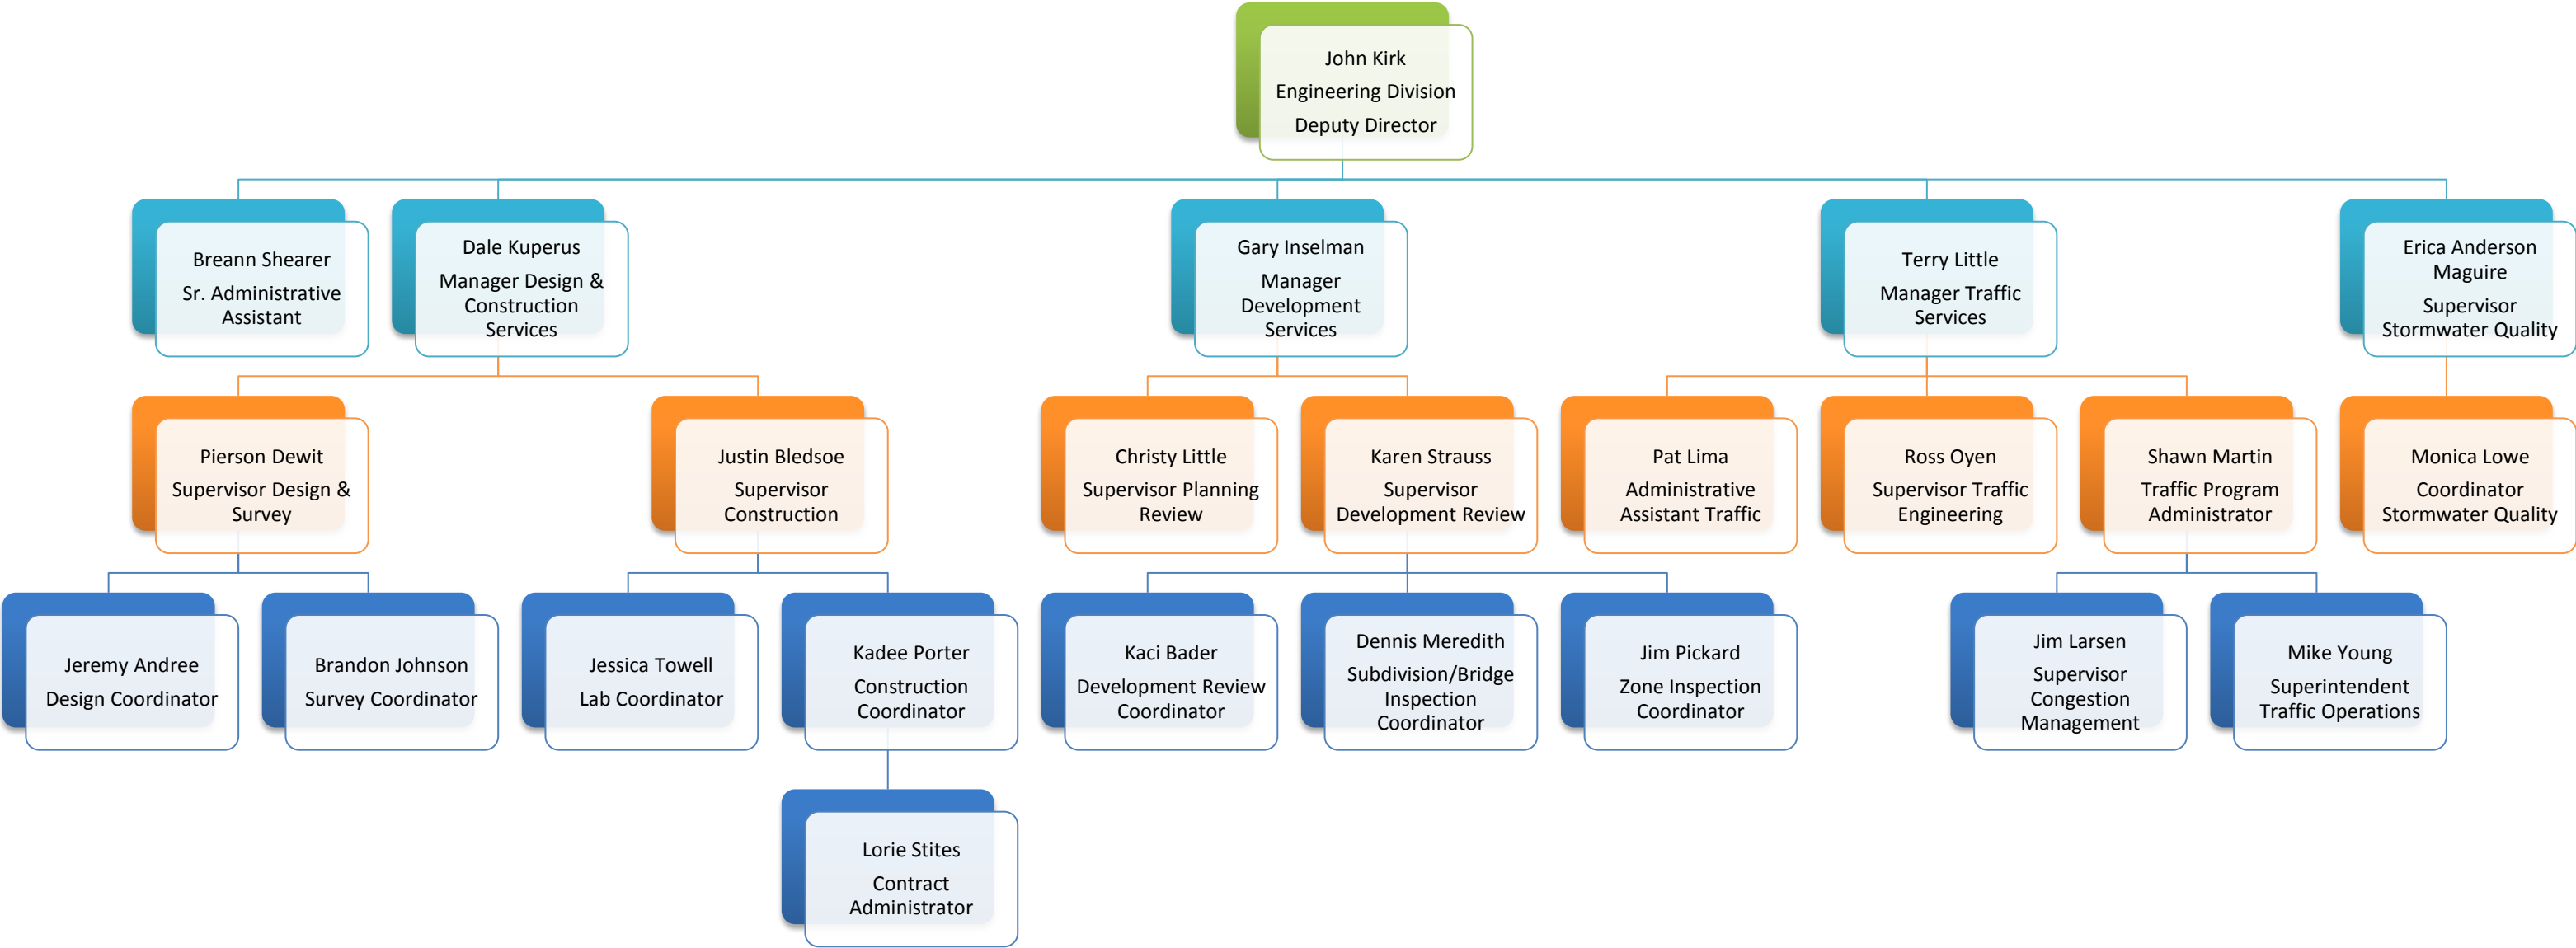 John Kirk
Engineering Division
Deputy Director
Breann Shearer
Sr. Administrative
Assistant
Dale Kuperus
Manager Design &
Construction
Services
Gary Inselman
Manager
Development
Services
Terry Little
Manager Traffic
Services
Erica Anderson
Maguire
Supervisor
Stormwater Quality
Pierson Dewit
Supervisor Design &
Survey
Justin Bledsoe
Supervisor
Construction
Christy Little
Supervisor Planning
Review
Karen Strauss
Supervisor
Development Review
Pat Lima
Administrative
Assistant Traffic
Ross Oyen
Supervisor Traffic
Engineering
Shawn Martin
Traffic Program
Administrator
Monica Lowe
Coordinator
Stormwater Quality
Jeremy Andree
Design Coordinator
Brandon Johnson
Survey Coordinator
Jessica Towell
Lab Coordinator
Kadee Porter
Construction
Coordinator
Kaci Bader
Development Review
Coordinator
Dennis Meredith
Subdivision/Bridge
Inspection
Coordinator
Jim Pickard
Zone Inspection
Coordinator
Jim Larsen
Supervisor
Congestion
Management
Mike Young
Superintendent
Traffic Operations
Lorie Stites
Contract
Administrator